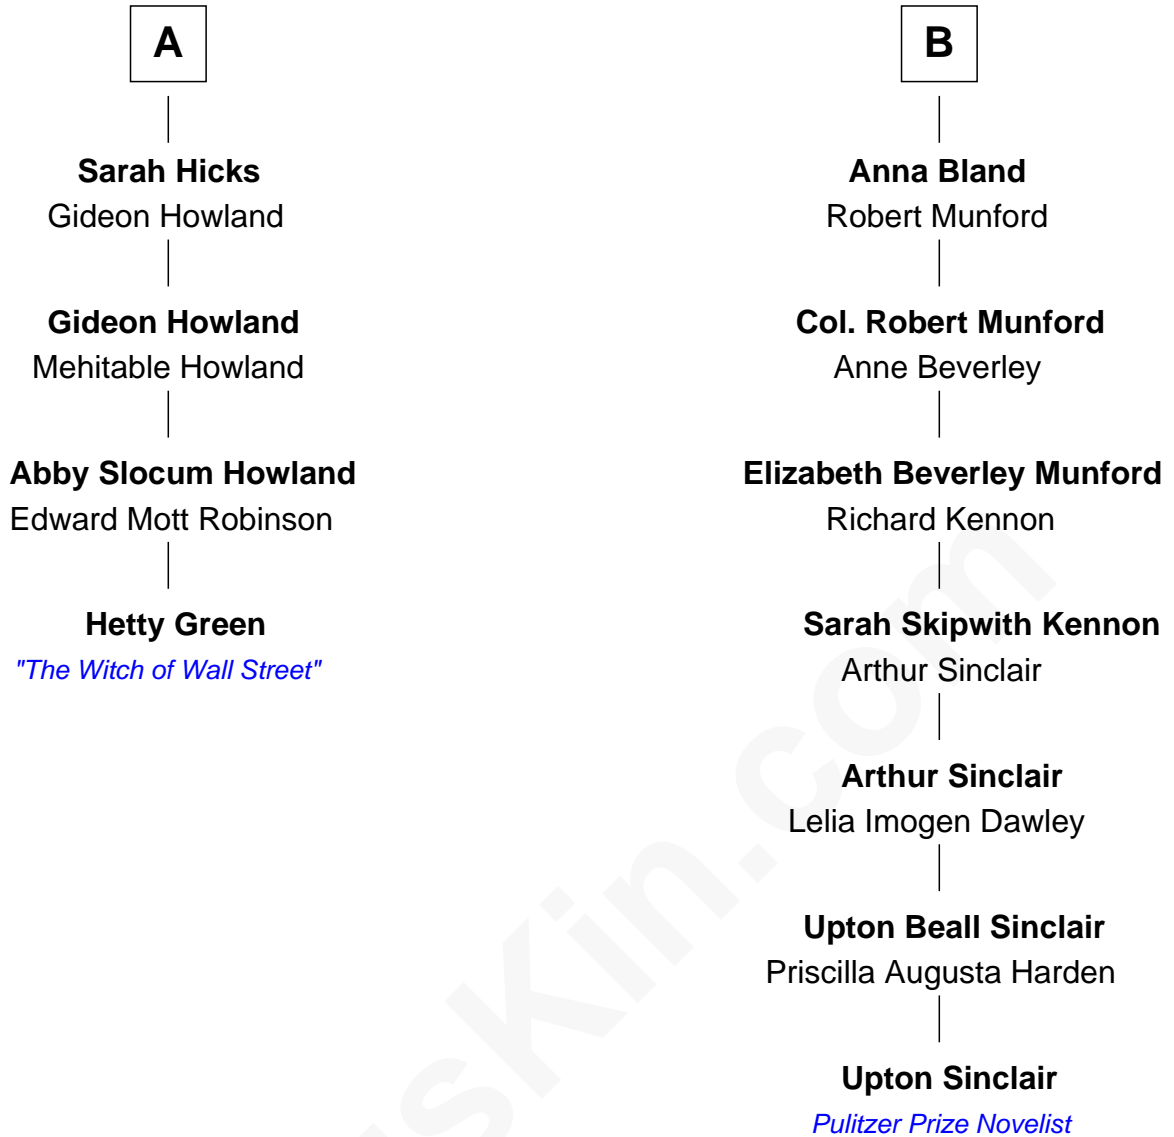 A
Sarah Hicks
Gideon Howland
Gideon Howland
Mehitable Howland
Abby Slocum Howland
Edward Mott Robinson
Hetty Green
"The Witch of Wall Street"
B
Anna Bland
Robert Munford
Col. Robert Munford
Anne Beverley
Elizabeth Beverley Munford
Richard Kennon
Sarah Skipwith Kennon
Arthur Sinclair
Arthur Sinclair
Lelia Imogen Dawley
Upton Beall Sinclair
Priscilla Augusta Harden
Upton Sinclair
Pulitzer Prize Novelist
sKin.com